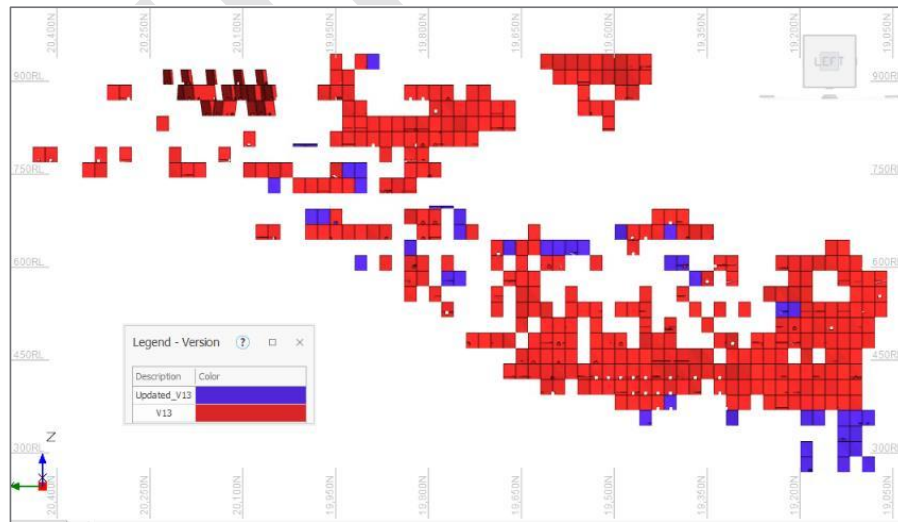 20,400N 20,250N 20,100N 19,950N 19,800N 19,650N 19,500N 19,350N 19,200N 19,050N
LEFT
900RL 900RL
750RL 750RL
600RL 600RL
450RL 450RL
300RL 300RL
Legend - Version ?
Description Color
Updated_V13
V13
Z
20,400N 20,250N 20,100N 19,950N 19,800N 19,650N 19,500N 19,350N 19,200N 19,050N